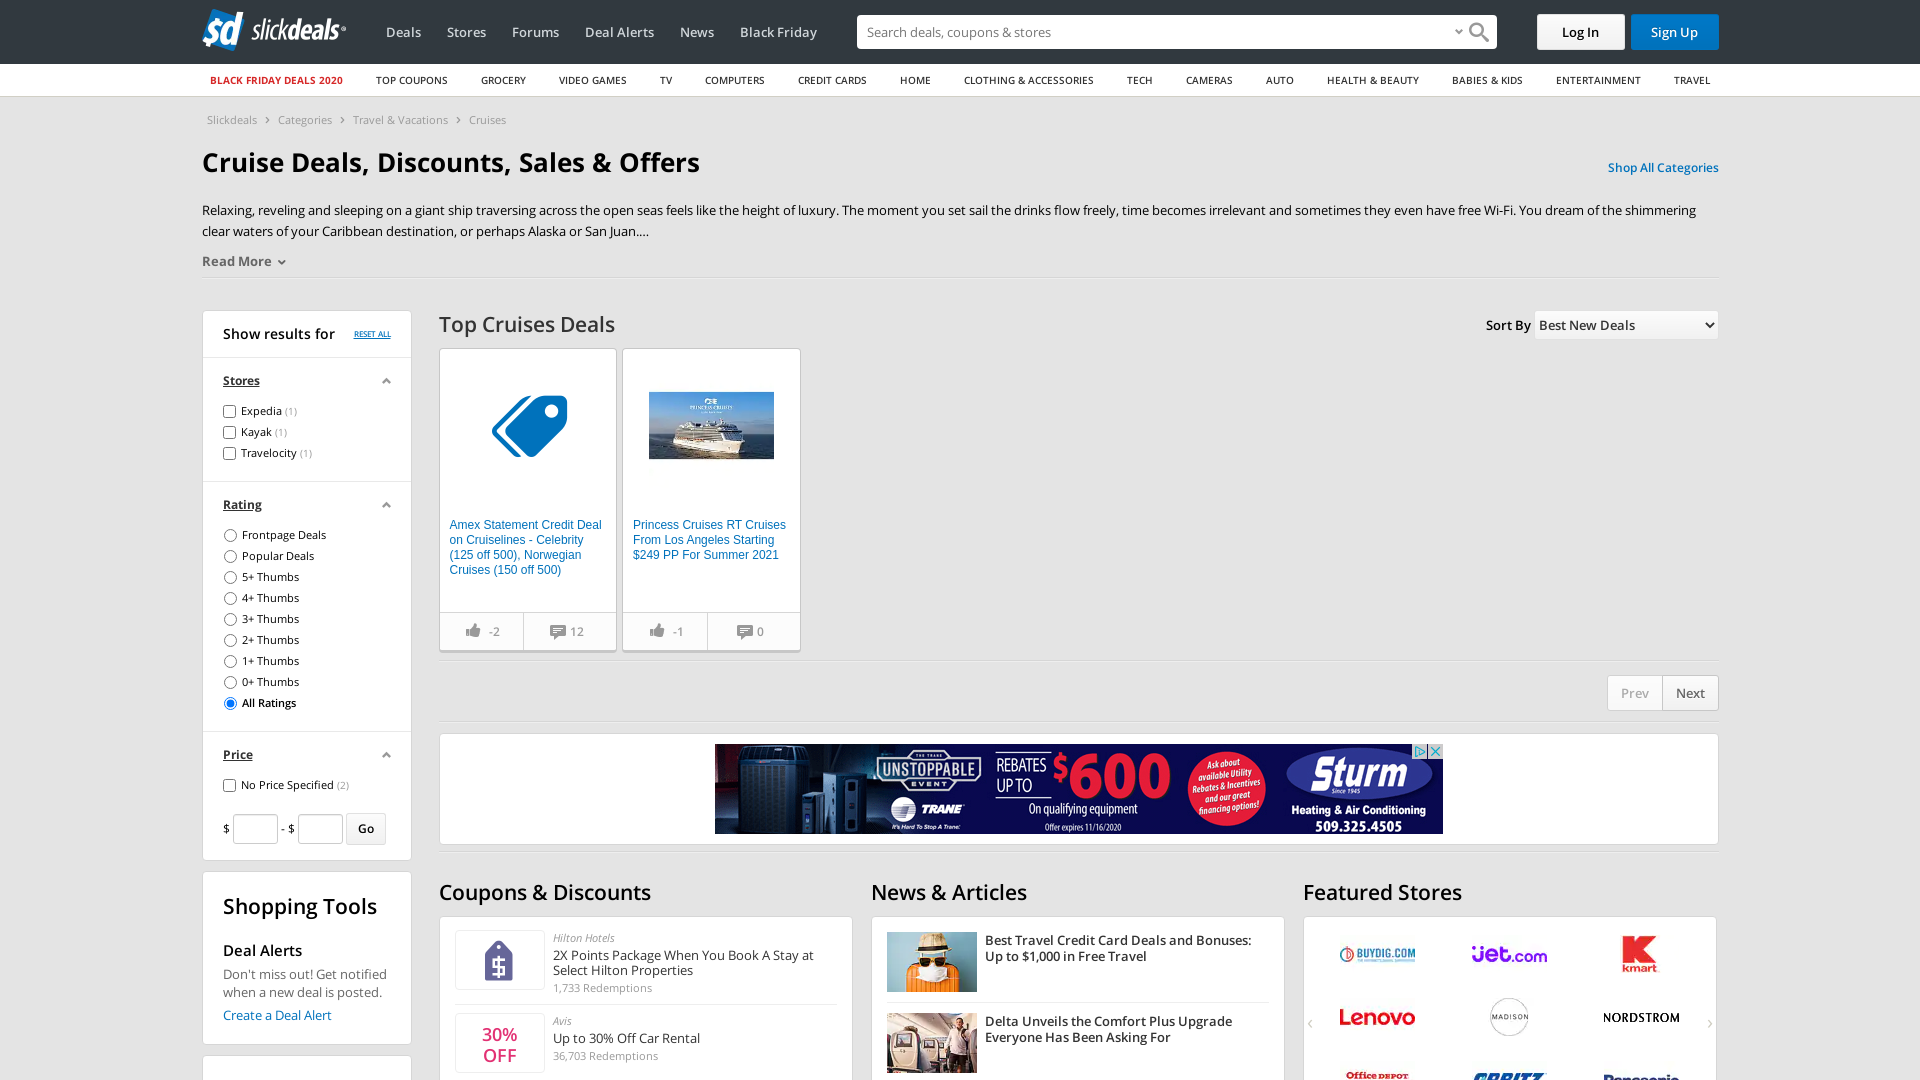 sd slickdeals
Deals
Stores
Forums
Deal Alerts
News
Black Friday
Search deals, coupons & stores
Log In
Sign Up
BLACK FRIDAY DEALS 2020
TOP COUPONS
GROCERY
VIDEO GAMES
TV
COMPUTERS
CREDIT CARDS
HOME
CLOTHING & ACCESSORIES
TECH
CAMERAS
AUTO
HEALTH & BEAUTY
BABIES & KIDS
ENTERTAINMENT
TRAVEL
Slickdeals › Categories › Travel & Vacations › Cruises
Cruise Deals, Discounts, Sales & Offers
Shop All Categories
Relaxing, reveling and sleeping on a giant ship traversing across the open seas feels like the height of luxury. The moment you set sail the drinks flow freely, time becomes irrelevant and sometimes they even have free Wi-Fi. You dream of the shimmering
clear waters of your Caribbean destination, or perhaps Alaska or San Juan....
Read More
Show results for
RESET ALL
Stores
Expedia (1)
Kayak (1)
Travelocity (1)
Rating
Frontpage Deals
Popular Deals
5+ Thumbs
4+ Thumbs
3+ Thumbs
2+ Thumbs
1+ Thumbs
0+ Thumbs
All Ratings
Price
No Price Specified (2)
$ - $ Go
Shopping Tools
Deal Alerts
Don't miss out! Get notified
when a new deal is posted.
Create a Deal Alert
Top Cruises Deals
Sort By Best New Deals
PRINCESS CRUISES
Amex Statement Credit Deal
on Cruiselines - Celebrity
(125 off 500), Norwegian
Cruises (150 off 500)
-2
12
Princess Cruises RT Cruises
From Los Angeles Starting
$249 PP For Summer 2021
-1
0
Prev
Next
THE TRANE
UNSTOPPABLE
EVENT
TRANE
It's Hard To Stop A Trane.
REBATES
UP TO $600
On qualifying equipment
Offer expires 11/16/2020
Ask about
available Utility
Rebates & Incentives
and our great
financing options!
Sturm
Since 1945
Heating & Air Conditioning
509.325.4505
Coupons & Discounts
Hilton Hotels
2X Points Package When You Book A Stay at
Select Hilton Properties
1,733 Redemptions
30%
OFF
Avis
Up to 30% Off Car Rental
36,703 Redemptions
News & Articles
Best Travel Credit Card Deals and Bonuses:
Up to $1,000 in Free Travel
Delta Unveils the Comfort Plus Upgrade
Everyone Has Been Asking For
Featured Stores
BUYDIG.COM
Jet.com
K
kmart
Lenovo
MADISON
NORDSTROM
Office DEPOT
ORBITZ
Panasonic